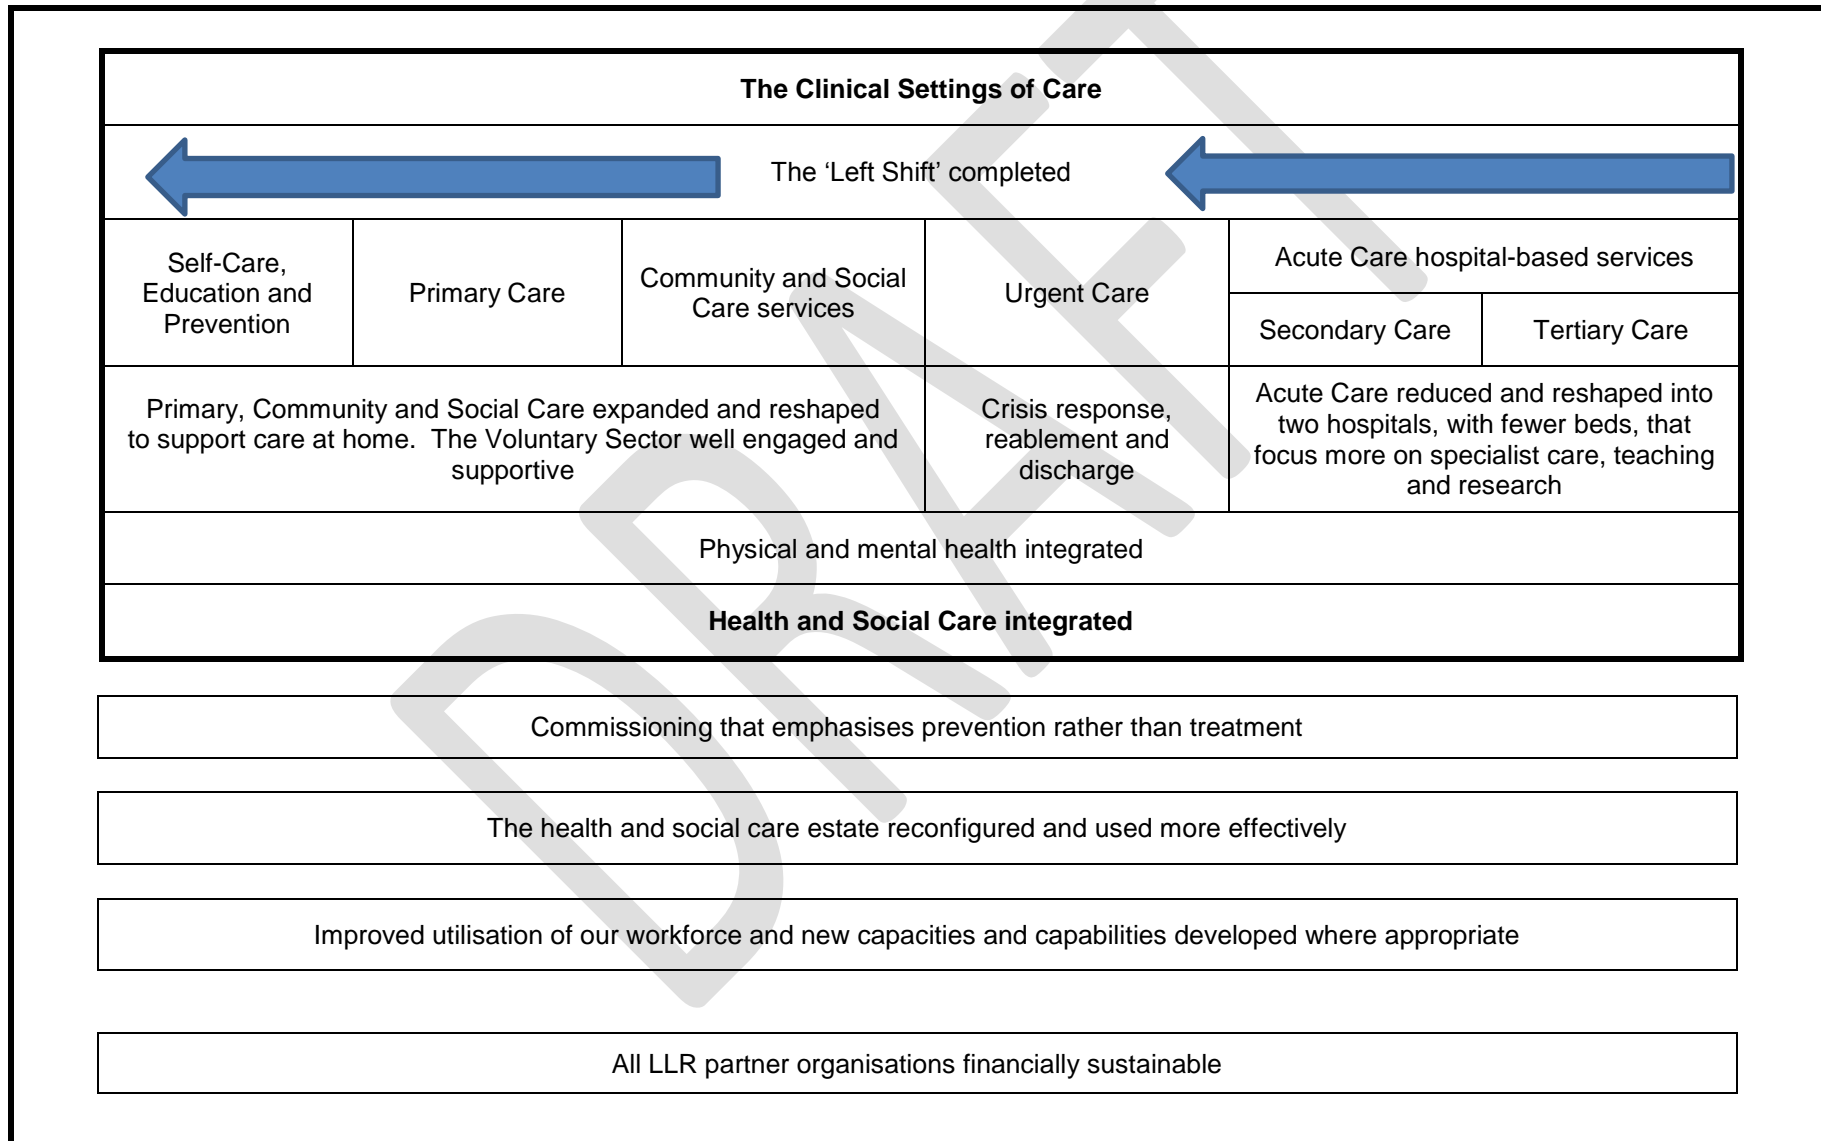 The Clinical Settings of Care
The ‘Left Shift’ completed
Self-Care,
Education and
Prevention
Primary Care
Community and Social
Care services
Urgent Care
Acute Care hospital-based services
Secondary Care
Tertiary Care
Primary, Community and Social Care expanded and reshaped
to support care at home.  The Voluntary Sector well engaged and
supportive
Crisis response,
reablement and
discharge
Acute Care reduced and reshaped into
two hospitals, with fewer beds, that
focus more on specialist care, teaching
and research
Physical and mental health integrated
Health and Social Care integrated
Commissioning that emphasises prevention rather than treatment
The health and social care estate reconfigured and used more effectively
Improved utilisation of our workforce and new capacities and capabilities developed where appropriate
All LLR partner organisations financially sustainable
DRAFT